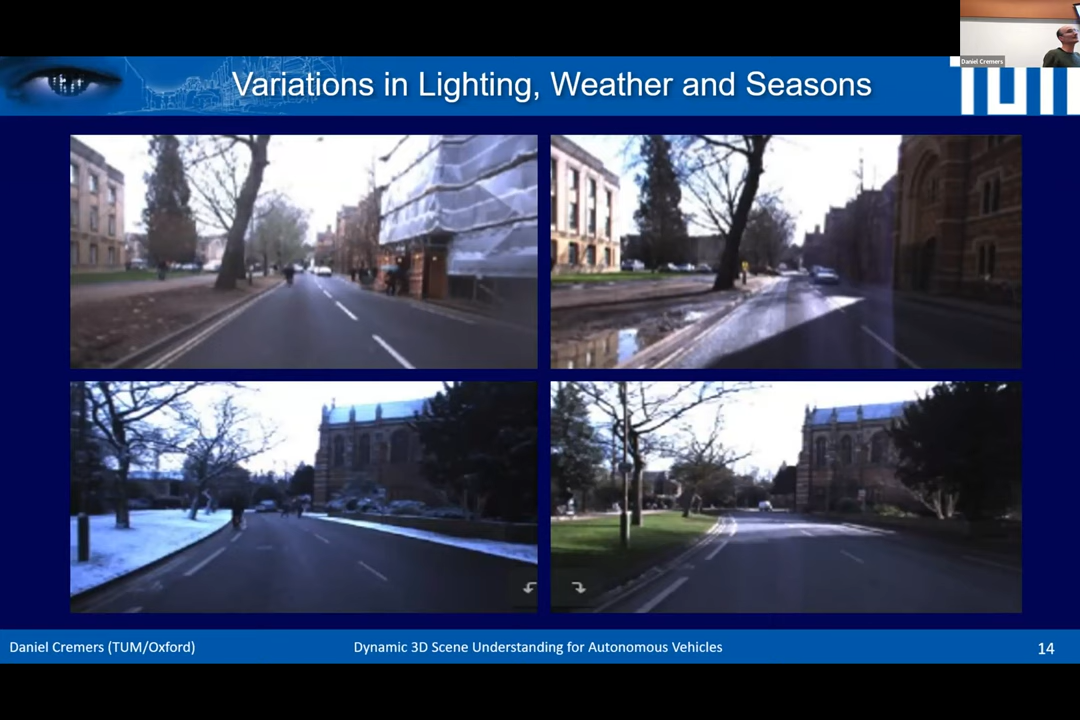 Daniel Cremers
Variations in Lighting, Weather and Seasons
TUM
Daniel Cremers (TUM/Oxford)
Dynamic 3D Scene Understanding for Autonomous Vehicles
14